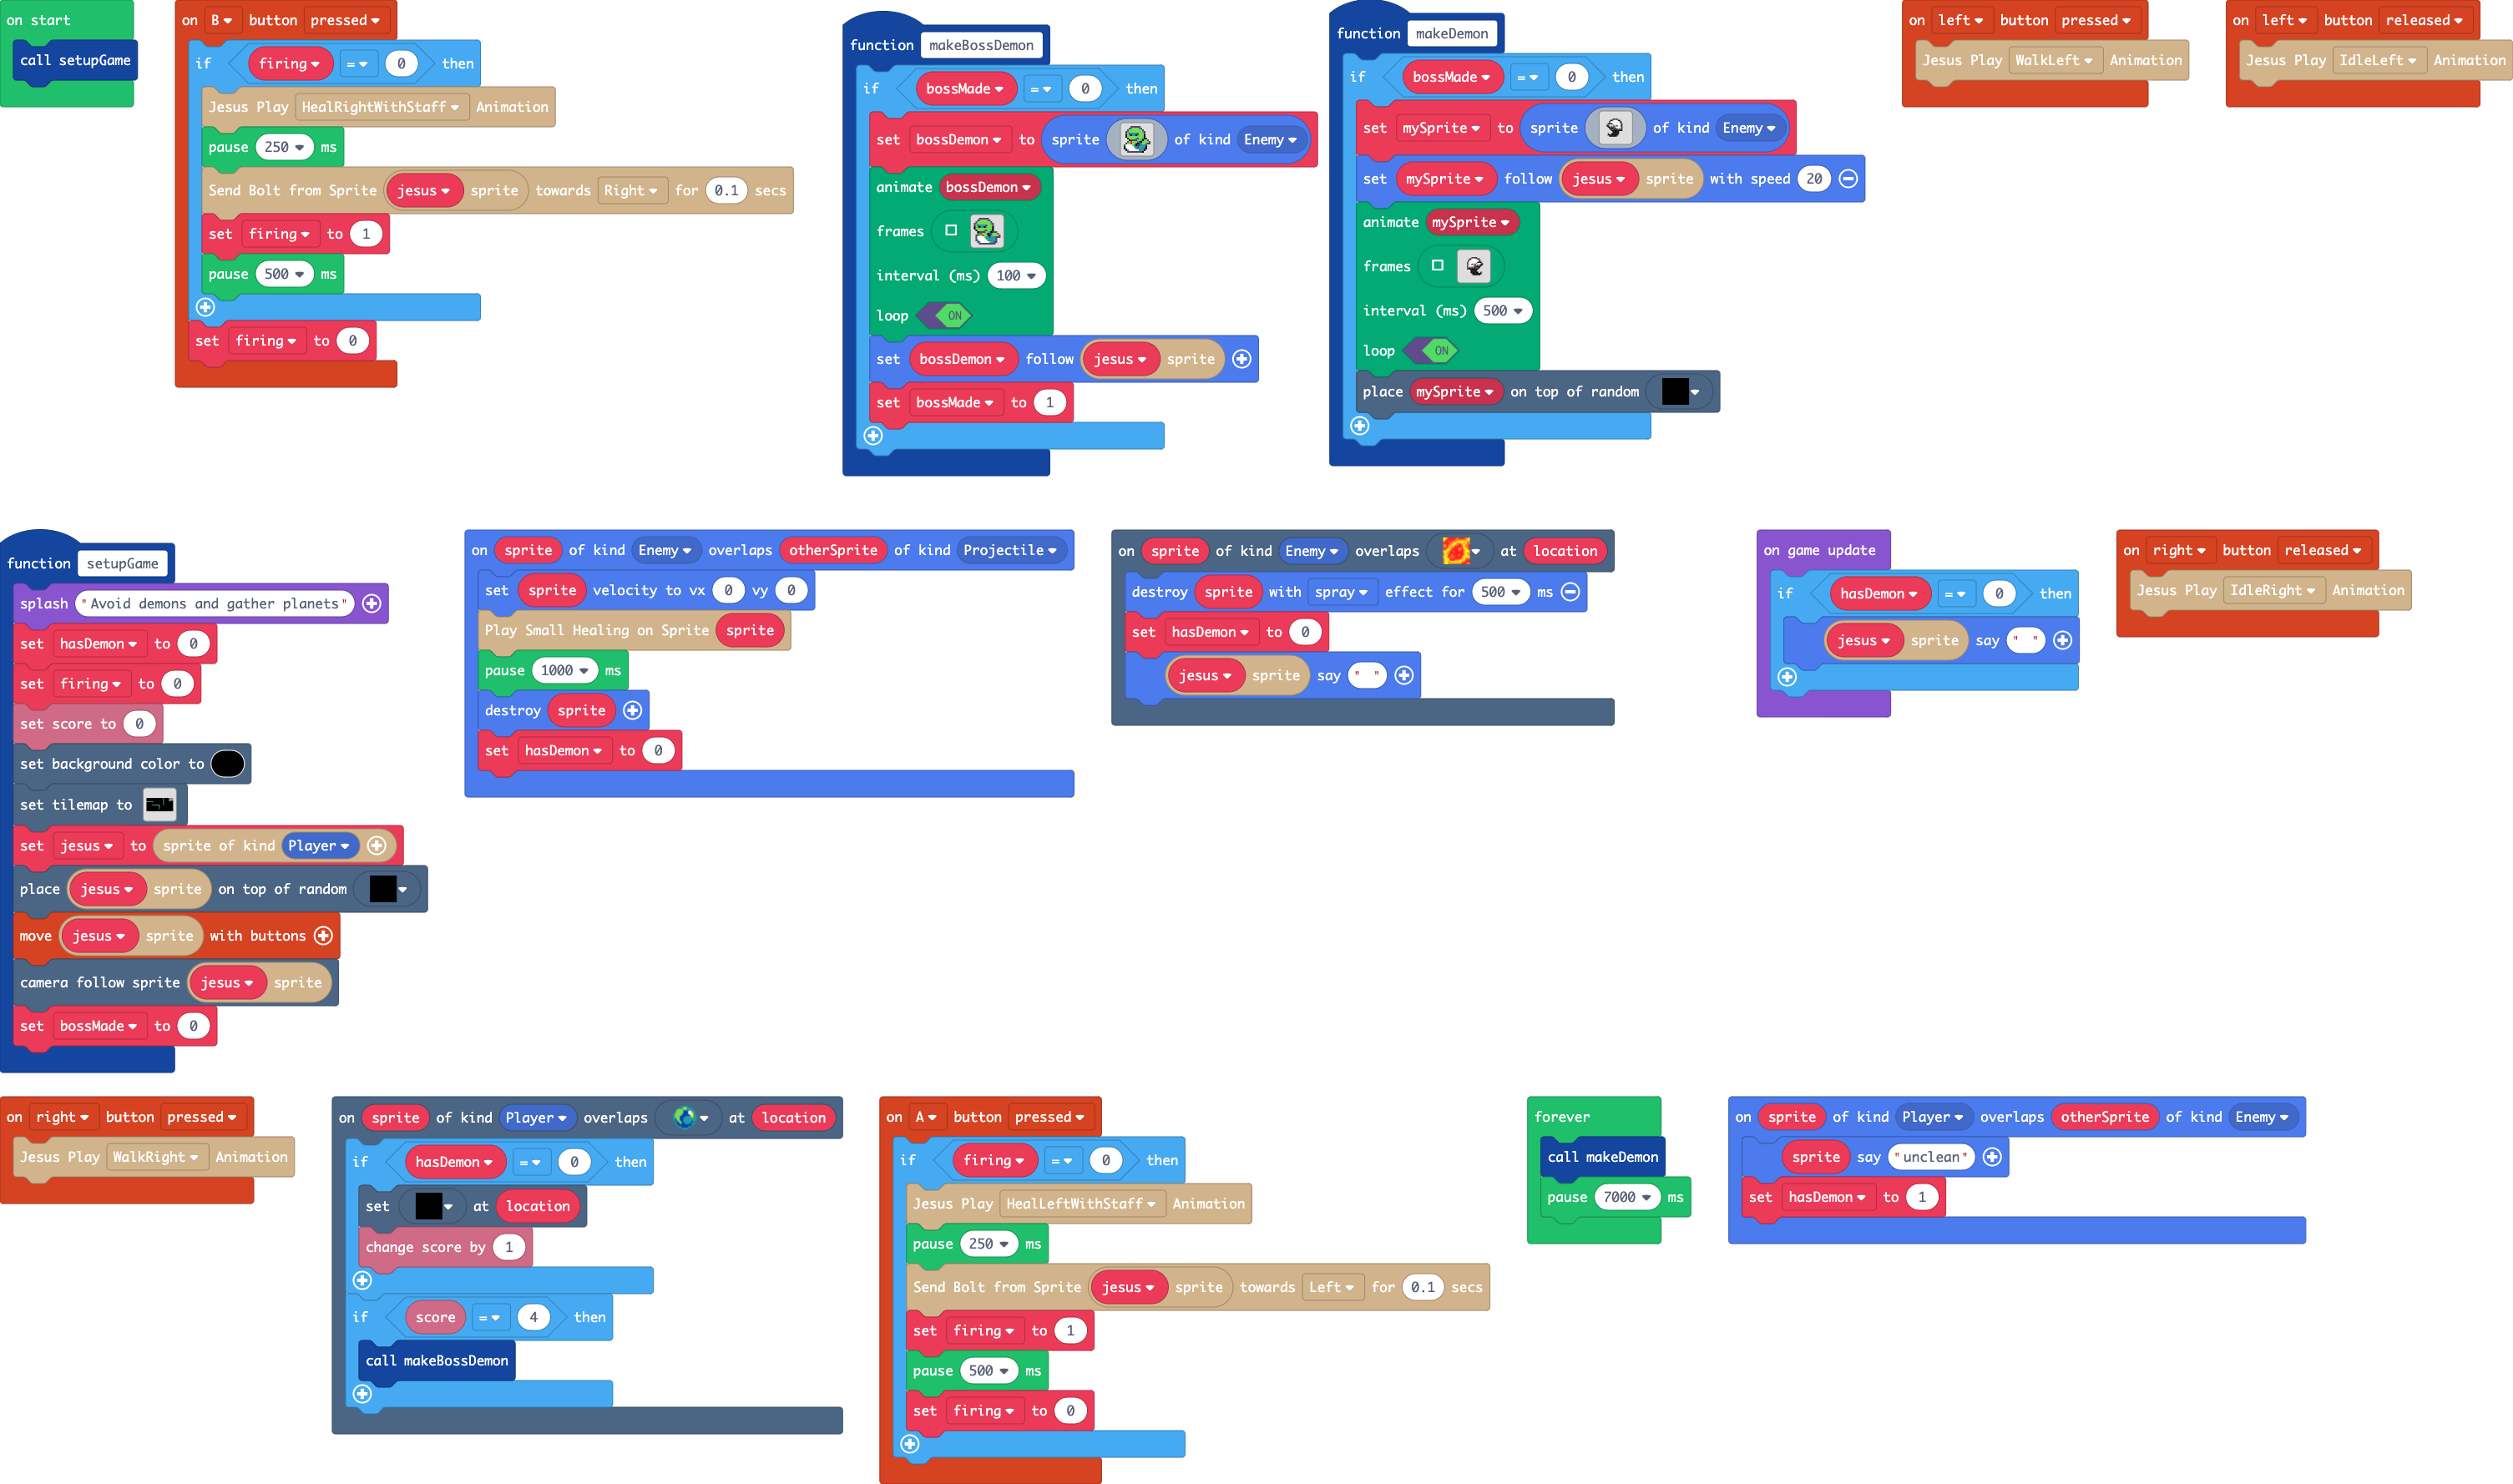 on start
call setupGame
on B button pressed
if firing = 0 then
Jesus Play HealRightWithStaff Animation
pause 250 ms
Send Bolt from Sprite jesus sprite towards Right for 0.1 secs
set firing to 1
pause 500 ms
set firing to 0
function makeBossDemon
if bossMade = 0 then
set bossDemon to sprite of kind Enemy
animate bossDemon
frames
interval (ms) 100
loop ON
set bossDemon follow jesus sprite
set bossMade to 1
function makeDemon
if bossMade = 0 then
set mySprite to sprite of kind Enemy
set mySprite follow jesus sprite with speed 20
animate mySprite
frames
interval (ms) 500
loop ON
place mySprite on top of random
on left button pressed
Jesus Play WalkLeft Animation
on left button released
Jesus Play IdleLeft Animation
function setupGame
splash "Avoid demons and gather planets"
set hasDemon to 0
set firing to 0
set score to 0
set background color to
set tilemap to
set jesus to sprite of kind Player
place jesus sprite on top of random
move jesus sprite with buttons
camera follow sprite jesus sprite
set bossMade to 0
on sprite of kind Enemy overlaps otherSprite of kind Projectile
set sprite velocity to vx 0 vy 0
Play Small Healing on Sprite sprite
pause 1000 ms
destroy sprite
set hasDemon to 0
on sprite of kind Enemy overlaps at location
destroy sprite with spray effect for 500 ms
set hasDemon to 0
jesus sprite say " "
on game update
if hasDemon = 0 then
jesus sprite say " "
on right button released
Jesus Play IdleRight Animation
on right button pressed
Jesus Play WalkRight Animation
on sprite of kind Player overlaps at location
if hasDemon = 0 then
set at location
change score by 1
if score = 4 then
call makeBossDemon
on A button pressed
if firing = 0 then
Jesus Play HealLeftWithStaff Animation
pause 250 ms
Send Bolt from Sprite jesus sprite towards Left for 0.1 secs
set firing to 1
pause 500 ms
set firing to 0
forever
call makeDemon
pause 7000 ms
on sprite of kind Player overlaps otherSprite of kind Enemy
sprite say "unclean"
set hasDemon to 1